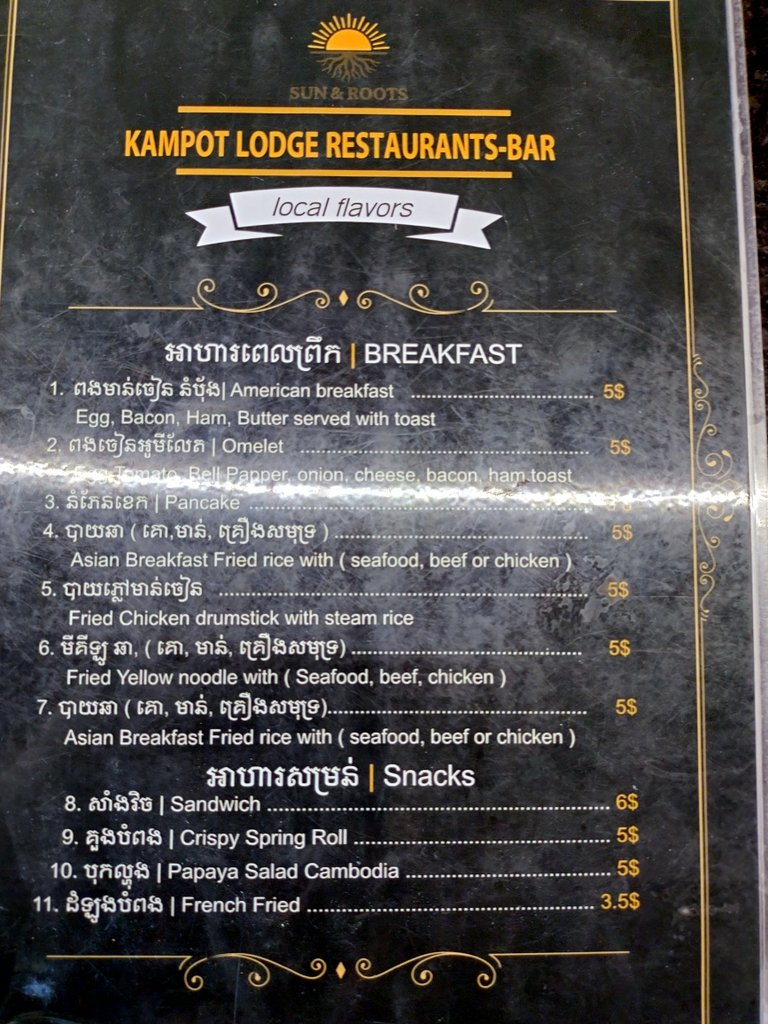 SUN & ROOTS
KAMPOT LODGE RESTAURANTS-BAR
local flavors
អាហារពេលព្រឹក | BREAKFAST
1. ពងមាន់ចៀន នំបុ័ង| American breakfast ................................ 5$
Egg, Bacon, Ham, Butter served with toast
2. ពងចៀនអូមីលែត | Omelet ................................................ 5$
Egg,Tomato, Bell Papper, onion, cheese, bacon, ham,toast
3. នំភែនខេក | Pancake ................................................
4. បាយឆា ( គោ,មាន់, គ្រឿងសមុទ្រ ) ............................................ 5$
Asian Breakfast Fried rice with ( seafood, beef or chicken )
5. បាយភ្លៅមាន់ចៀន ................................................................ 5$
Fried Chicken drumstick with steam rice
6. មីគីឡូ ឆា, ( គោ, មាន់, គ្រឿងសមុទ្រ) ........................................ 5$
Fried Yellow noodle with ( Seafood, beef, chicken )
7. បាយឆា ( គោ, មាន់, គ្រឿងសមុទ្រ)............................................. 5$
Asian Breakfast Fried rice with ( seafood, beef or chicken )
អាហារសម្រន់ | Snacks
8. សាំងវិច | Sandwich ........................................................... 6$
9. គួងបំពង | Crispy Spring Roll ............................................ 5$
10. បុកល្ហុង | Papaya Salad Cambodia ................................... 5$
11. ដំឡូងបំពង | French Fried .................................................. 3.5$